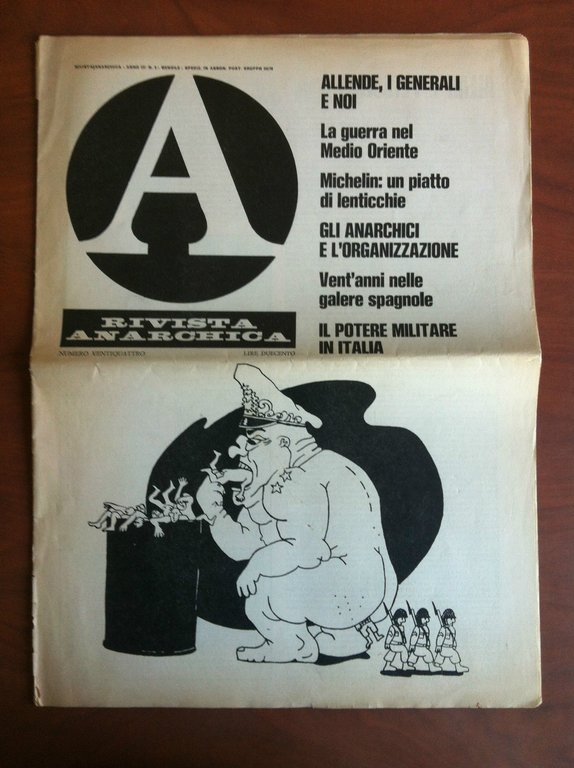 A
RIVISTA
ANARCHICA
NUMERO VENTIQUATTRO LIRE DUECENTO
ALLENDE, I GENERALI
E NOI
La guerra nel
Medio Oriente
Michelin: un piatto
di lenticchie
GLI ANARCHICI
E L'ORGANIZZAZIONE
Vent'anni nelle
galere spagnole
IL POTERE MILITARE
IN ITALIA